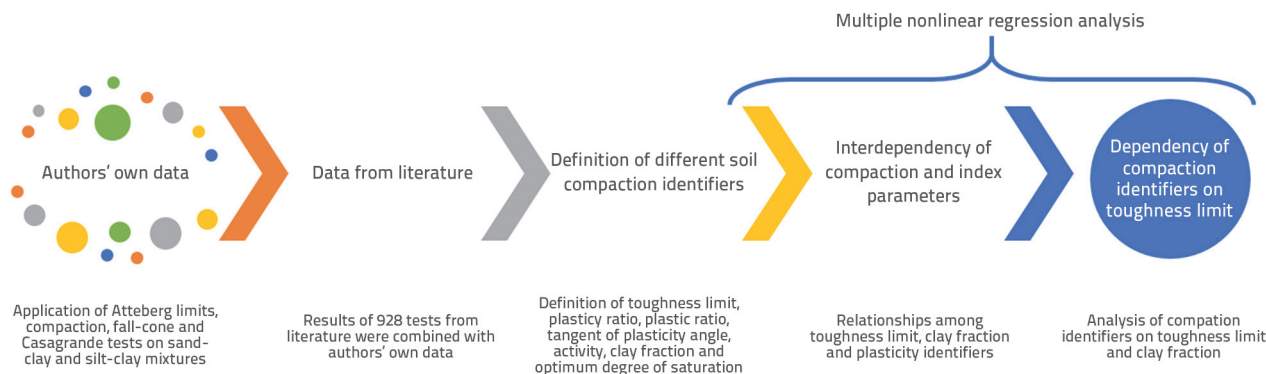 Multiple nonlinear regression analysis
Authors' own data
Data from literature
Definition of different soil
compaction identifiers
Interdependency of
compaction and index
parameters
Dependency of
compaction
identifiers on
toughness limit
Application of Atteberg limits,
compaction, fall-cone and
Casagrande tests on sand-
clay and silt-clay mixtures
Results of 928 tests from
literature were combined with
authors' own data
Definition of toughness limit,
plasticy ratio, plastic ratio,
tangent of plasticity angle,
activity, clay fraction and
optimum degree of saturation
Relationships among
toughness limit, clay fraction
and plasticity identifiers
Analysis of compation
identifiers on toughness limit
and clay fraction